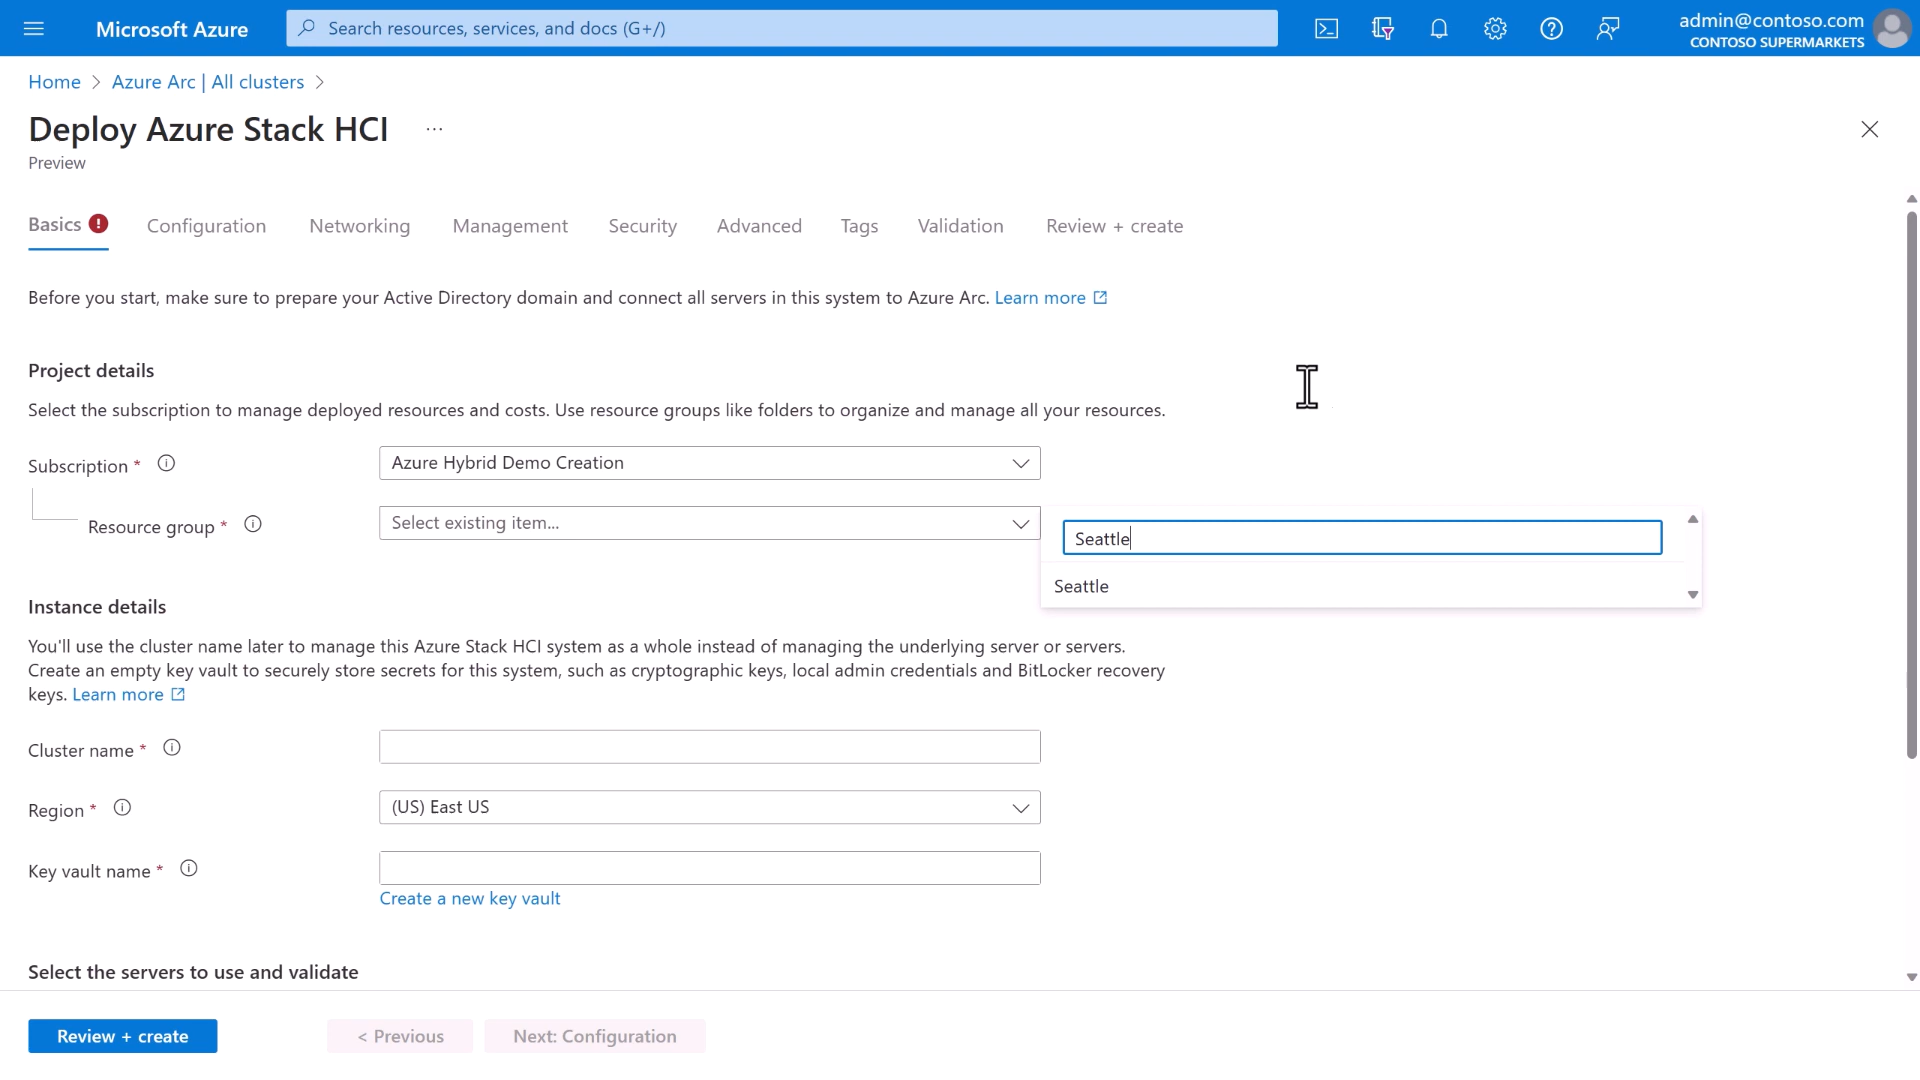 Microsoft Azure
Search resources, services, and docs (G+/)
admin@contoso.com
CONTOSO SUPERMARKETS
Home > Azure Arc | All clusters >
Deploy Azure Stack HCI ...
Preview
Basics Configuration Networking Management Security Advanced Tags Validation Review + create
Before you start, make sure to prepare your Active Directory domain and connect all servers in this system to Azure Arc. Learn more
Project details
Select the subscription to manage deployed resources and costs. Use resource groups like folders to organize and manage all your resources.
Subscription * Azure Hybrid Demo Creation
Resource group * Select existing item...
Seattle
Seattle
Instance details
You'll use the cluster name later to manage this Azure Stack HCI system as a whole instead of managing the underlying server or servers.
Create an empty key vault to securely store secrets for this system, such as cryptographic keys, local admin credentials and BitLocker recovery
keys. Learn more
Cluster name *
Region * (US) East US
Key vault name *
Create a new key vault
Select the servers to use and validate
Review + create < Previous Next: Configuration